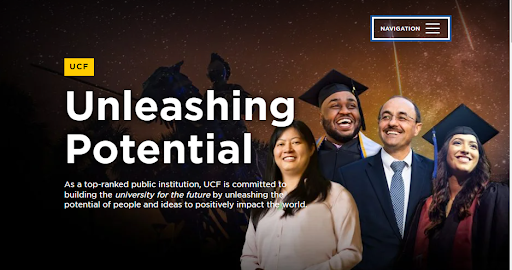 NAVIGATION
UCF
Unleashing
Potential
As a top-ranked public institution, UCF is committed to
building the university for the future by unleashing the
potential of people and ideas to positively impact the world.